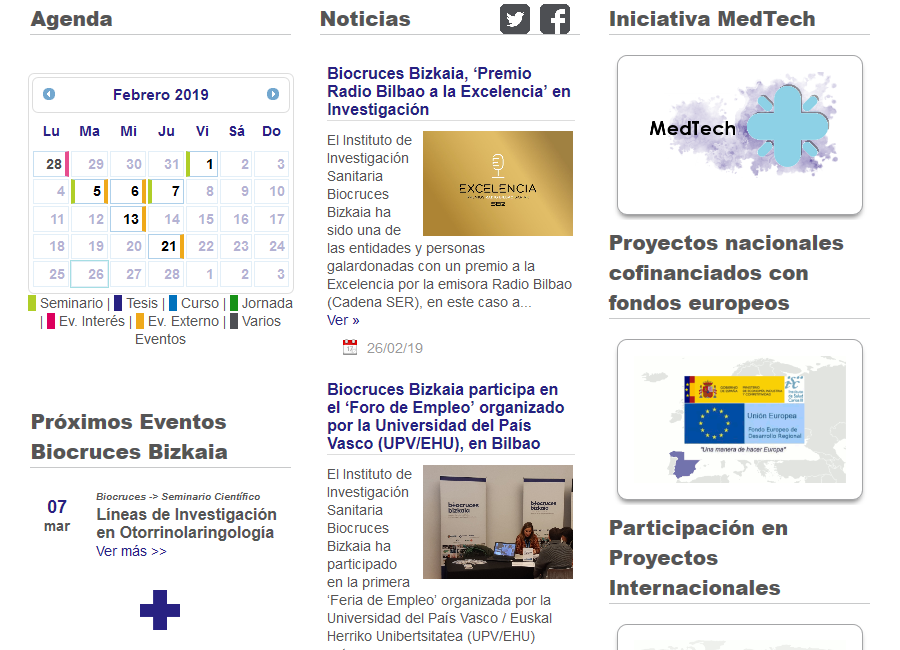 Agenda
Febrero 2019
Lu Ma Mi Ju Vi Sá Do
28 29 30 31 1 2 3
4 5 6 7 8 9 10
11 12 13 14 15 16 17
18 19 20 21 22 23 24
25 26 27 28 1 2 3
Seminario | Tesis | Curso | Jornada
| Ev. Interés | Ev. Externo | Varios
Eventos
Próximos Eventos
Biocruces Bizkaia
07
mar
Biocruces -> Seminario Científico
Líneas de Investigación
en Otorrinolaringología
Ver más >>
Noticias
Biocruces Bizkaia, ‘Premio
Radio Bilbao a la Excelencia’ en
Investigación
El Instituto de
Investigación
Sanitaria
Biocruces
Bizkaia ha
sido una de
las entidades y personas
galardonadas con un premio a la
Excelencia por la emisora Radio Bilbao
(Cadena SER), en este caso a...
Ver »
EXCELENCIA
SER
26/02/19
Biocruces Bizkaia participa en
el ‘Foro de Empleo’ organizado
por la Universidad del País
Vasco (UPV/EHU), en Bilbao
El Instituto de
Investigación
Sanitaria
Biocruces
Bizkaia ha
participado
en la primera
‘Feria de Empleo’ organizada por la
Universidad del País Vasco / Euskal
Herriko Unibertsitatea (UPV/EHU)
biocruces
bizkaia
biocruces
bizkaia
Iniciativa MedTech
MedTech
Proyectos nacionales
cofinanciados con
fondos europeos
Unión Europea
Fondo Europeo de
Desarrollo Regional
"Una manera de hacer Europa"
Participación en
Proyectos
Internacionales